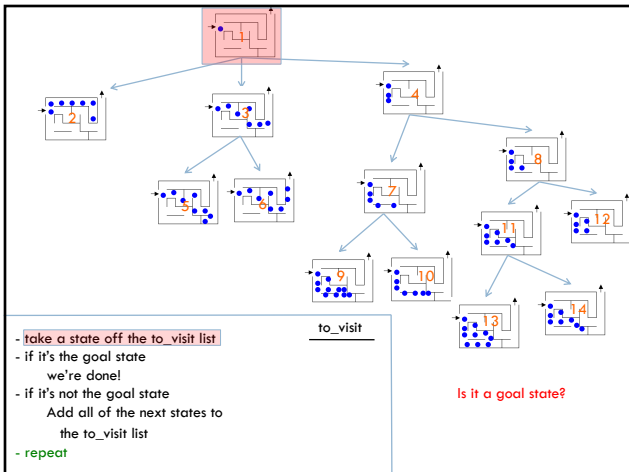 1
2
3
4
5
6
7
8
9
10
11
12
13
14
- take a state off the to_visit list
- if it's the goal state
we're done!
- if it's not the goal state
Add all of the next states to
the to_visit list
- repeat
to_visit
Is it a goal state?